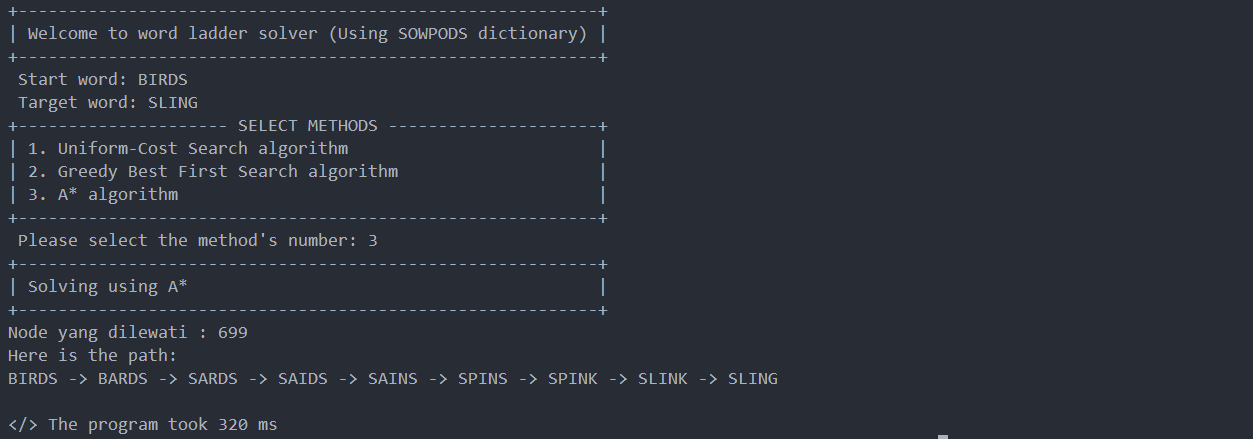 +----------------------------------------------------------+
| Welcome to word ladder solver (Using SOWPODS dictionary) |
+----------------------------------------------------------+
 Start word: BIRDS
 Target word: SLING
+--------------------- SELECT METHODS ---------------------+
| 1. Uniform-Cost Search algorithm                         |
| 2. Greedy Best First Search algorithm                    |
| 3. A* algorithm                                          |
+----------------------------------------------------------+
 Please select the method's number: 3
+----------------------------------------------------------+
| Solving using A*                                         |
+----------------------------------------------------------+
Node yang dilewati : 699
Here is the path:
BIRDS -> BARDS -> SARDS -> SAIDS -> SAINS -> SPINS -> SPINK -> SLINK -> SLING

</> The program took 320 ms